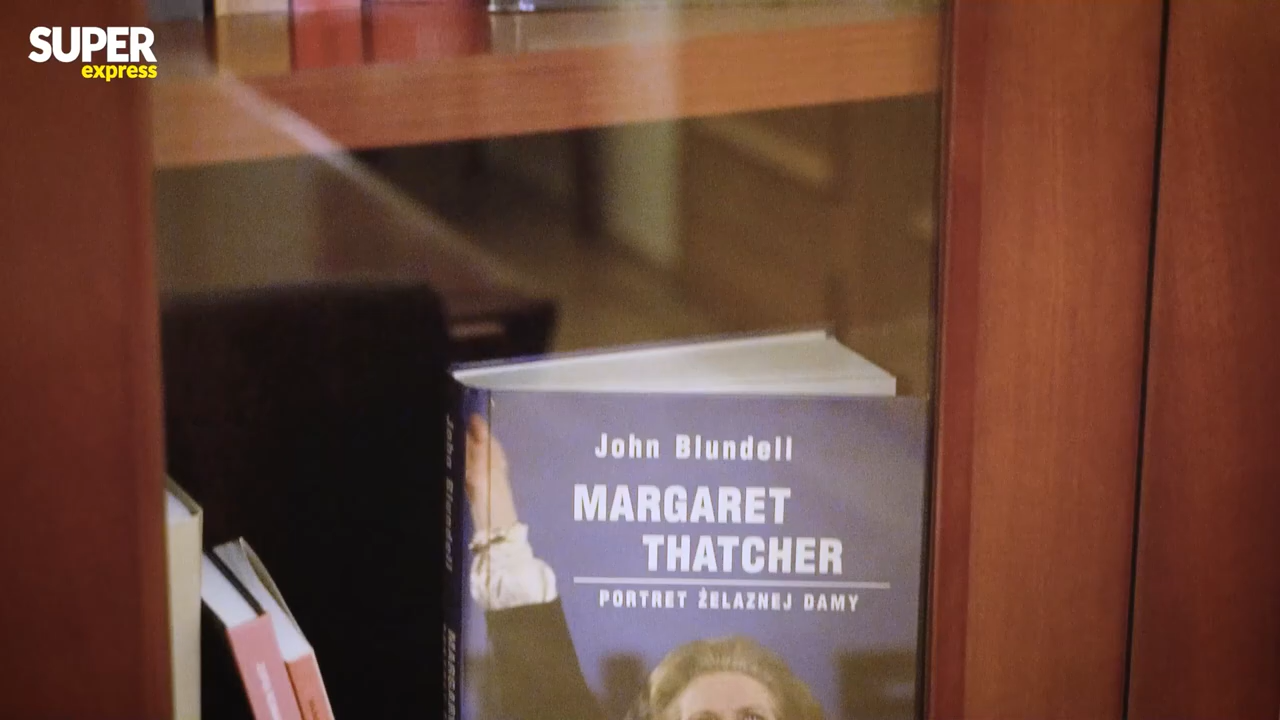 SUPER
express
John Blundell
MARGARET
THATCHER
PORTRET ŻELAZNEJ DAMY
John Blundell